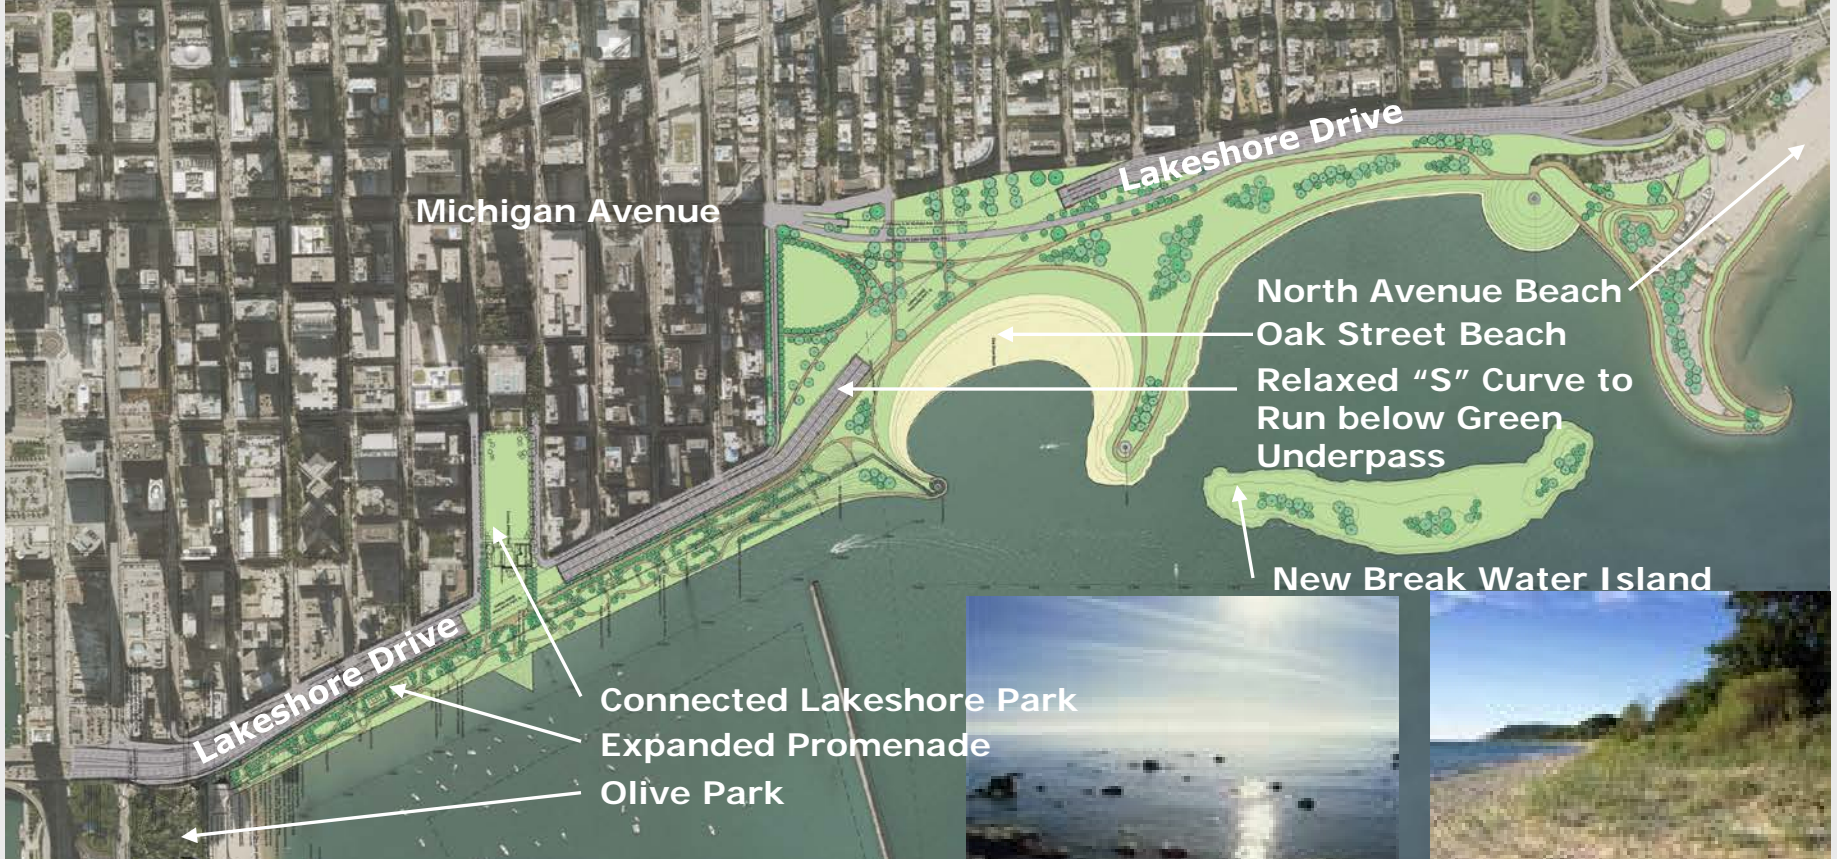 Lakeshore Drive
Michigan Avenue
North Avenue Beach
Oak Street Beach
Relaxed “S” Curve to
Run below Green
Underpass
New Break Water Island
Lakeshore Drive
Connected Lakeshore Park
Expanded Promenade
Olive Park